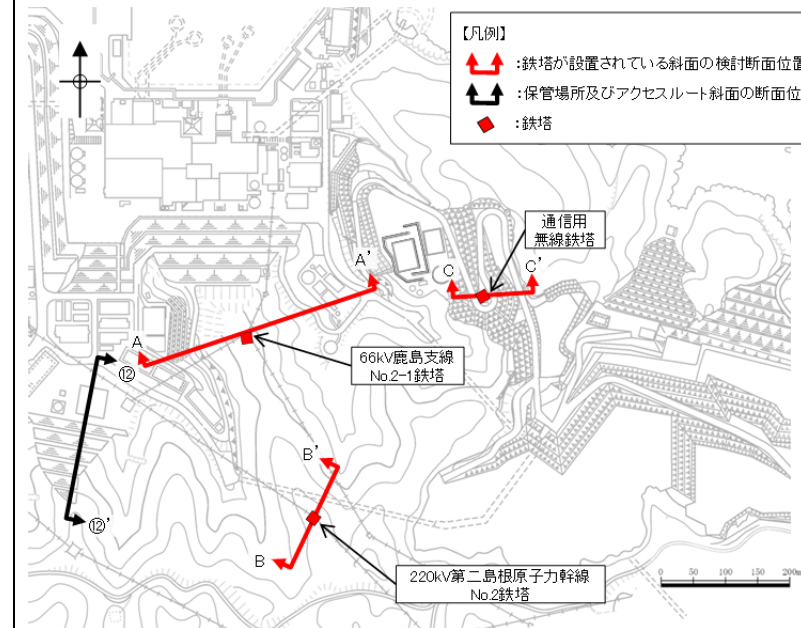 【凡例】
:鉄塔が設置されている斜面の検討断面位置
:保管場所及びアクセスルート斜面の断面位
:鉄塔
通信用
無線鉄塔
A'
C
C'
A
66kV鹿島支線
No.2-1鉄塔
⑫
B'
⑫'
B
220kV第二島根原子力幹線
No.2鉄塔
0 50 100 150 200m